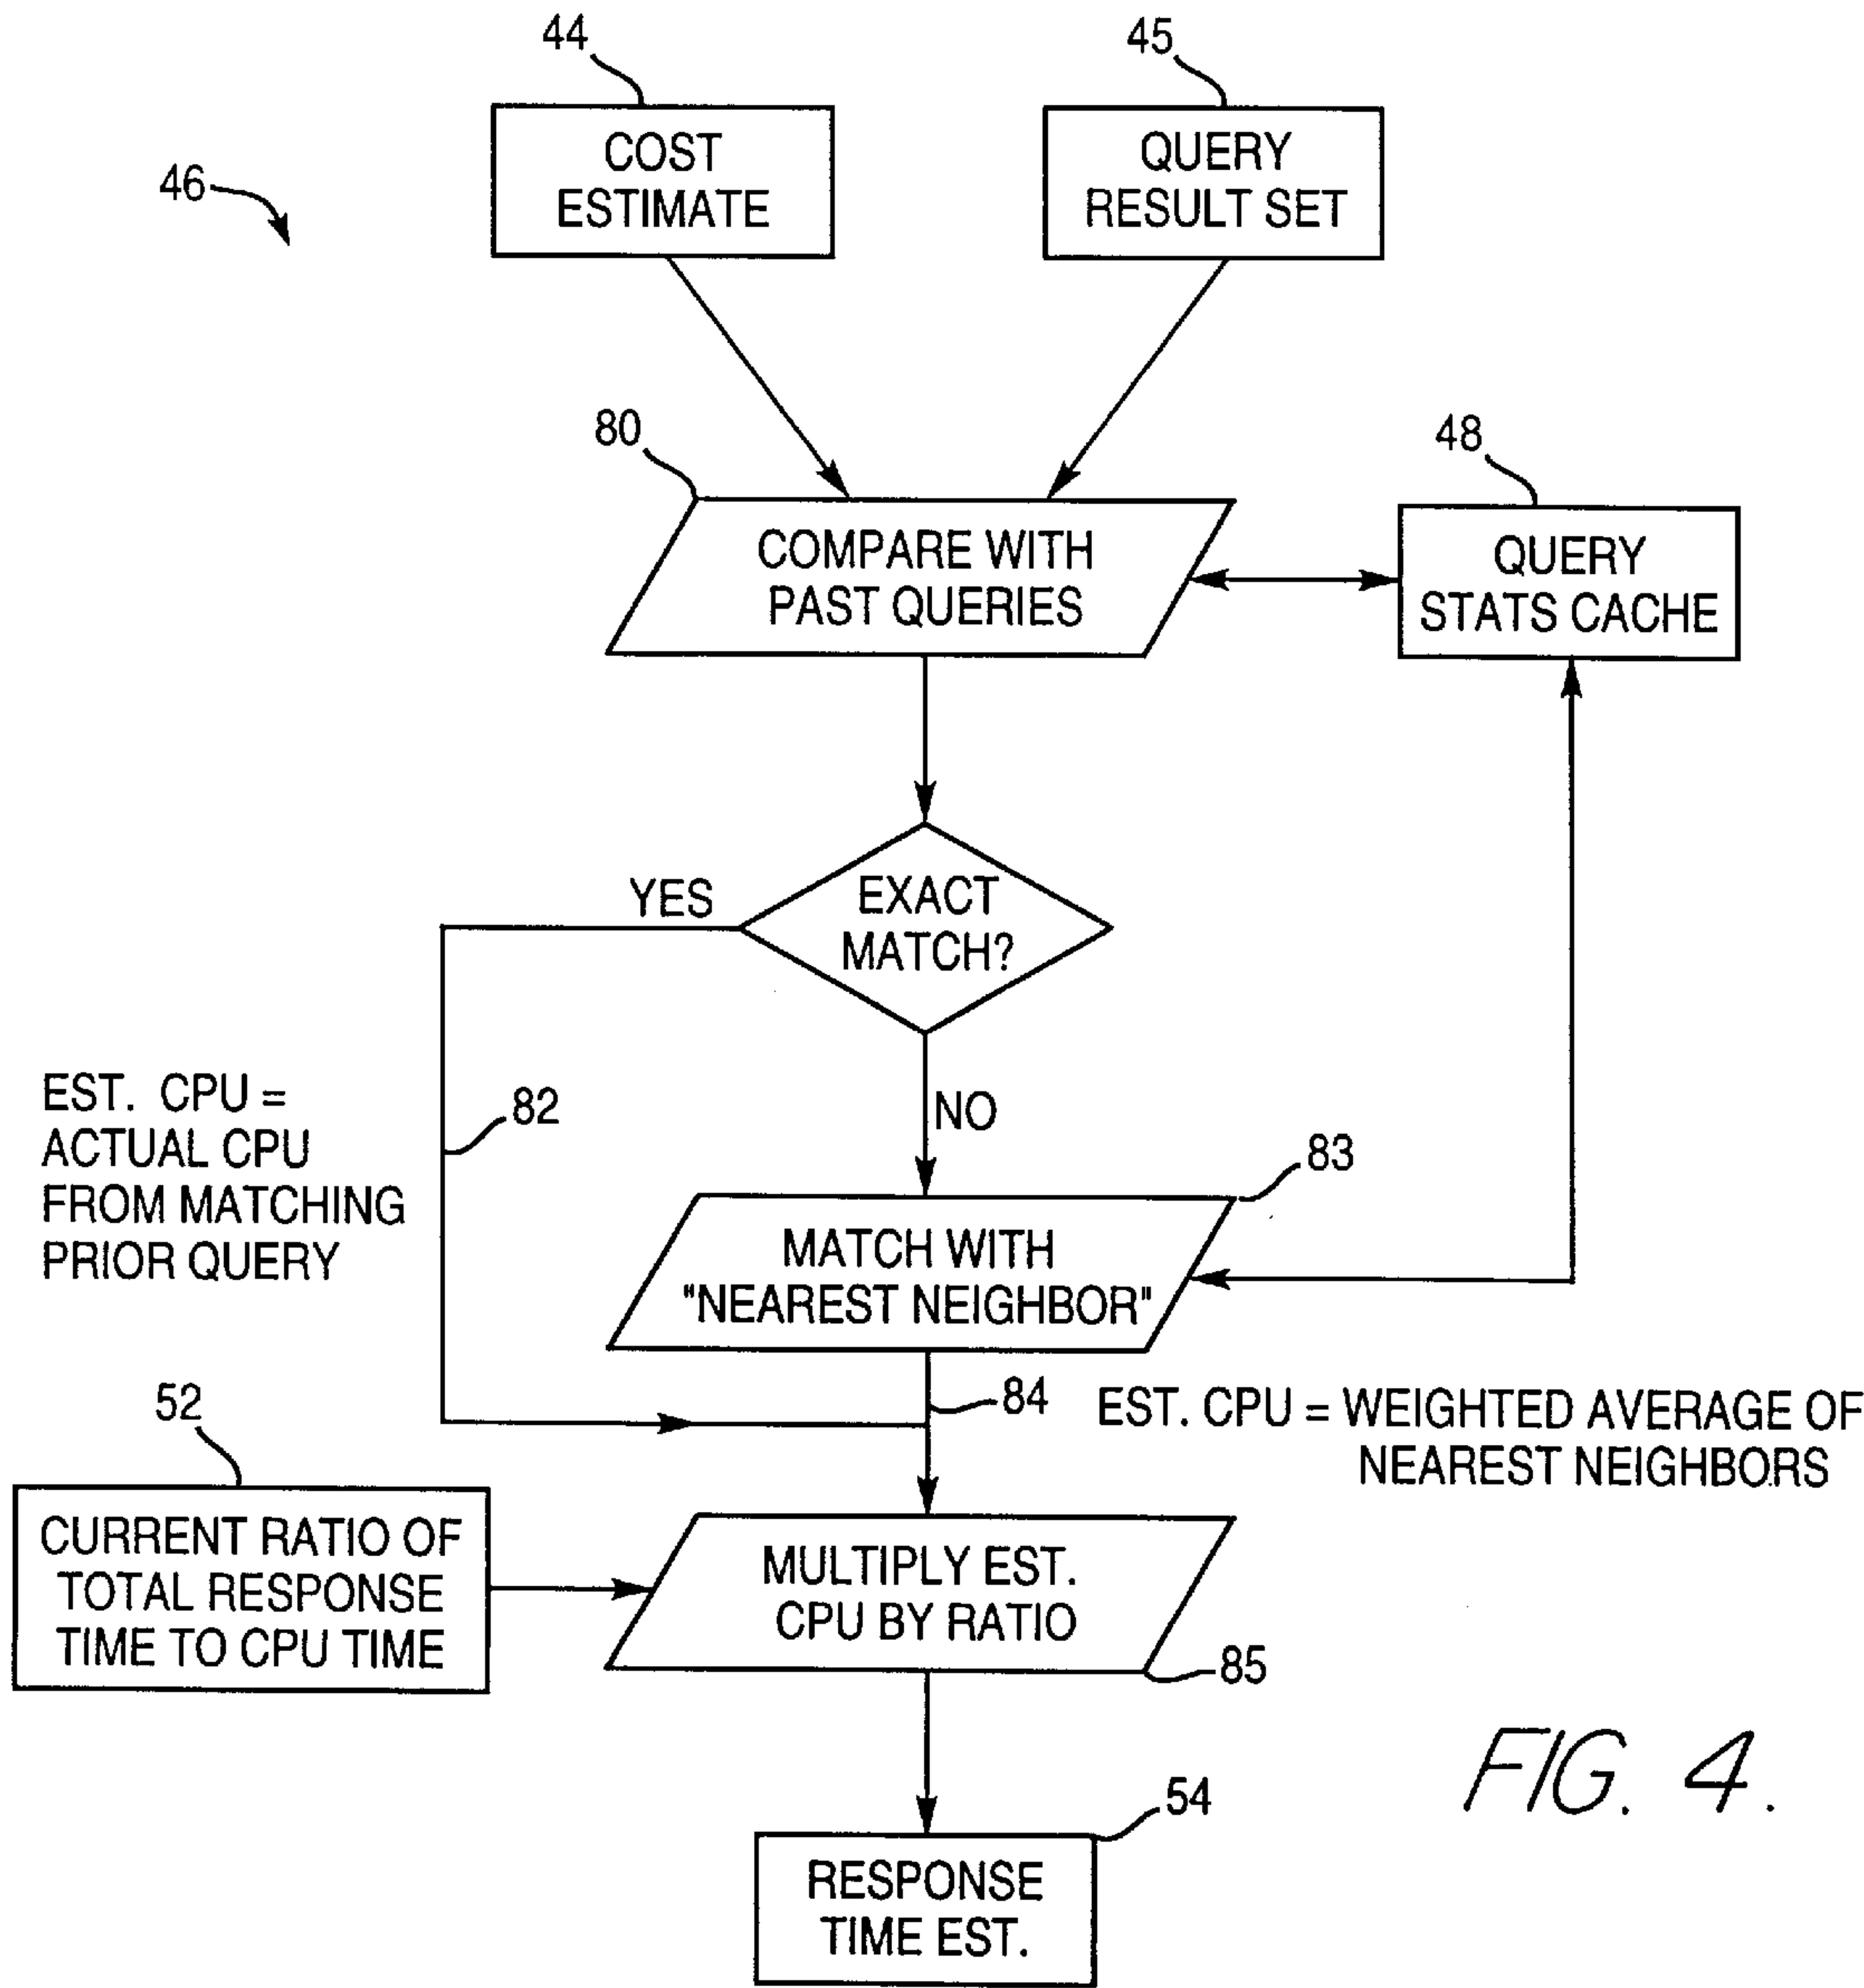 44
45
COST
ESTIMATE
QUERY
RESULT SET
46
80
48
COMPARE WITH
PAST QUERIES
QUERY
STATS CACHE
YES
EXACT
MATCH?
EST. CPU =
ACTUAL CPU
FROM MATCHING
PRIOR QUERY
82
NO
83
MATCH WITH
"NEAREST NEIGHBOR"
52
84
EST. CPU = WEIGHTED AVERAGE OF
NEAREST NEIGHBORS
CURRENT RATIO OF
TOTAL RESPONSE
TIME TO CPU TIME
MULTIPLY EST.
CPU BY RATIO
85
54
RESPONSE
TIME EST.
FIG. 4.